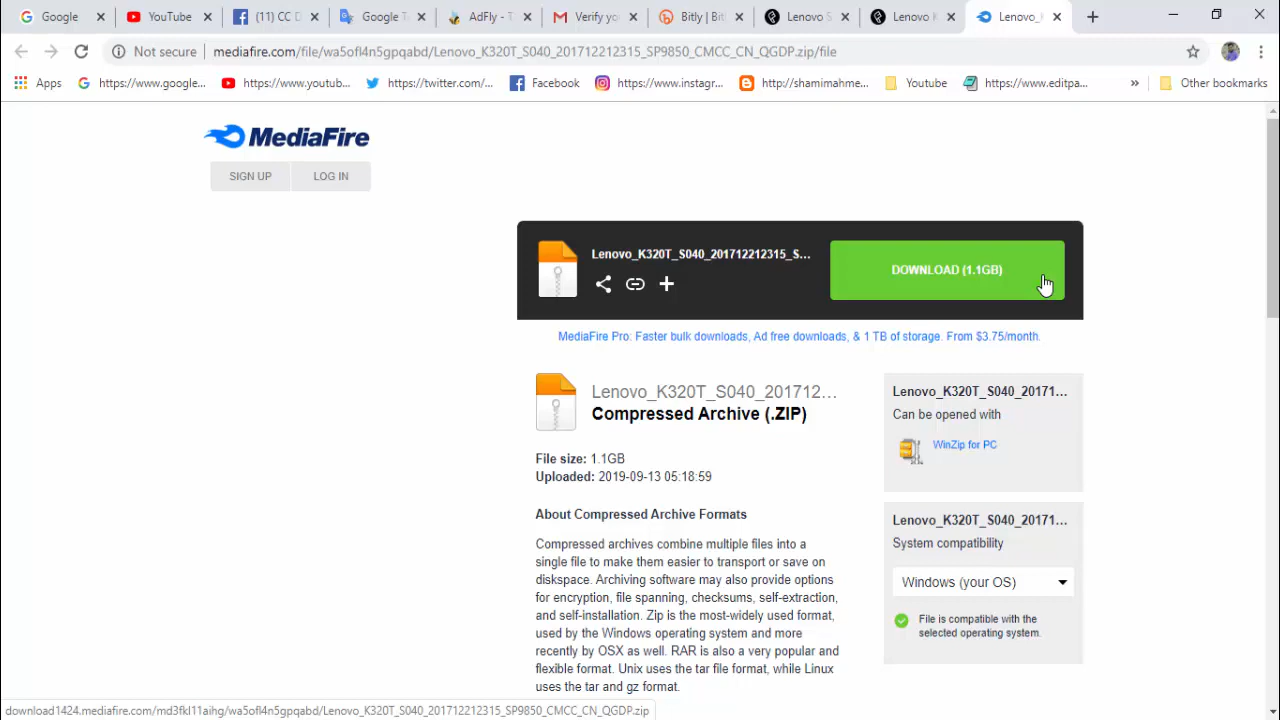 Google
YouTube
(11) G D
Google T
AdFly - T
Verify yo
Bitly | Bi
Lenovo
Lenovo K
Lenovo_
Not secure
mediafire.com/file/wa5ofl4n5gpqabd/Lenovo_K320T_S040_201712212315_SP9850_CMCC_CN_QGDP.zip/file
Apps
https://www.google...
https://www.youtub...
https://twitter.com/...
Facebook
https://www.instagr...
http://shamimahme...
Youtube
https://www.editpa...
»
Other bookmarks
MediaFire
SIGN UP
LOG IN
Lenovo_K320T_S040_201712212315_S...
DOWNLOAD (1.1GB)
MediaFire Pro: Faster bulk downloads, Ad free downloads, & 1 TB of storage. From $3.75/month.
Lenovo_K320T_S040_201712...
Compressed Archive (.ZIP)
File size: 1.1GB
Uploaded: 2019-09-13 05:18:59
About Compressed Archive Formats
Compressed archives combine multiple files into a
single file to make them easier to transport or save on
diskspace. Archiving software may also provide options
for encryption, file spanning, checksums, self-extraction,
and self-installation. Zip is the most-widely used format,
used by the Windows operating system and more
recently by OSX as well. RAR is also a very popular and
flexible format. Unix uses the tar file format, while Linux
uses the tar and gz format.
Lenovo_K320T_S040_20171...
Can be opened with
WinZip for PC
Lenovo_K320T_S040_20171...
System compatibility
Windows (your OS)
File is compatible with the
selected operating system.
download1424.mediafire.com/md3fkl11aihg/wa5ofl4n5gpqabd/Lenovo_K320T_S040_201712212315_SP9850_CMCC_CN_QGDP.zip